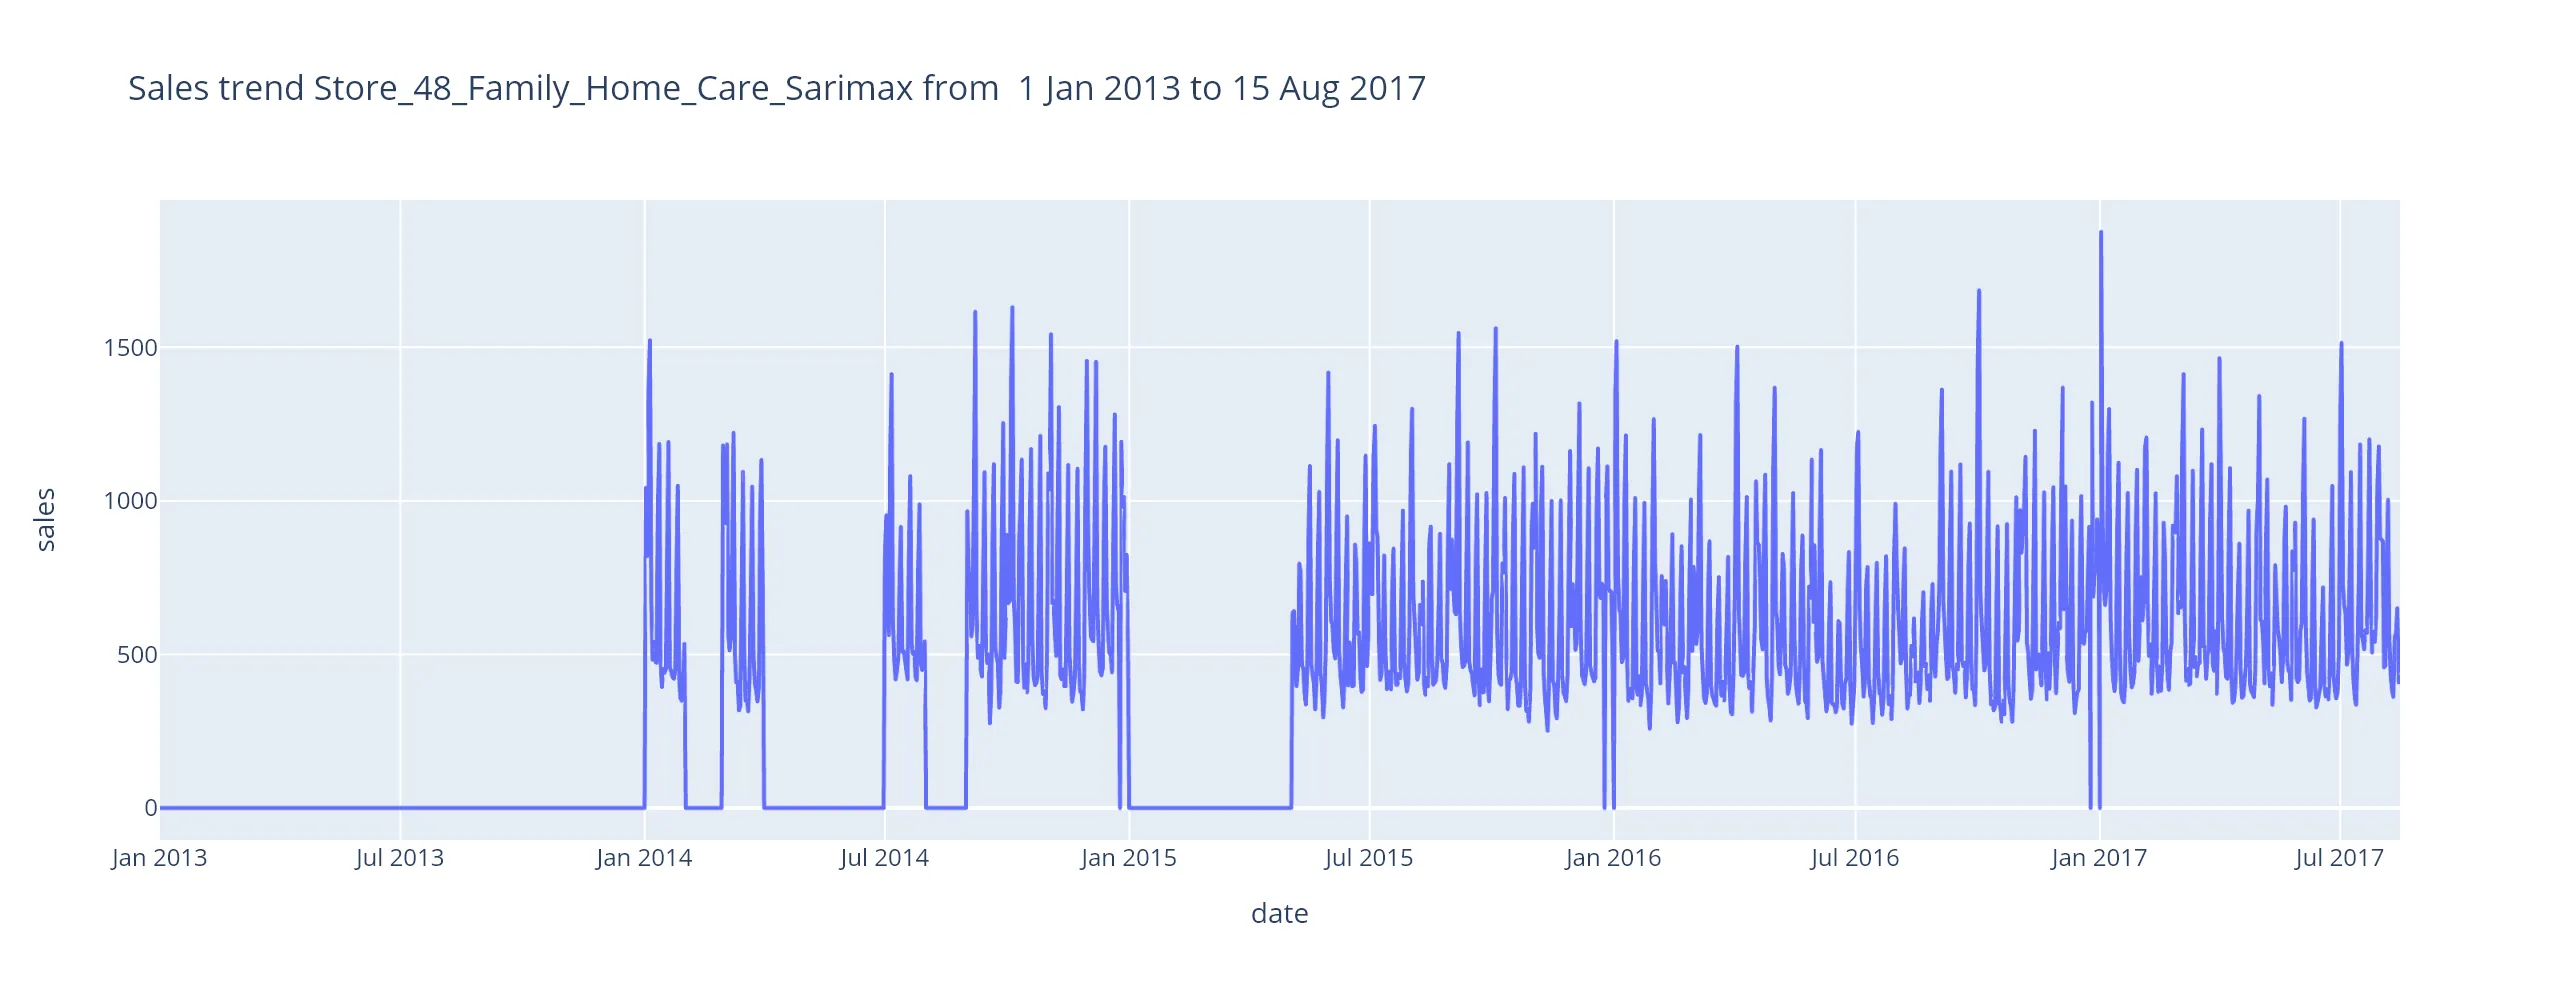 Sales trend Store_48_Family_Home_Care_Sarimax from  1 Jan 2013 to 15 Aug 2017
sales
1500
1000
500
0
Jan 2013 Jul 2013 Jan 2014 Jul 2014 Jan 2015 Jul 2015 Jan 2016 Jul 2016 Jan 2017 Jul 2017
date